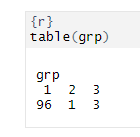 {r}
table(grp)
grp
1 2 3
96 1 3